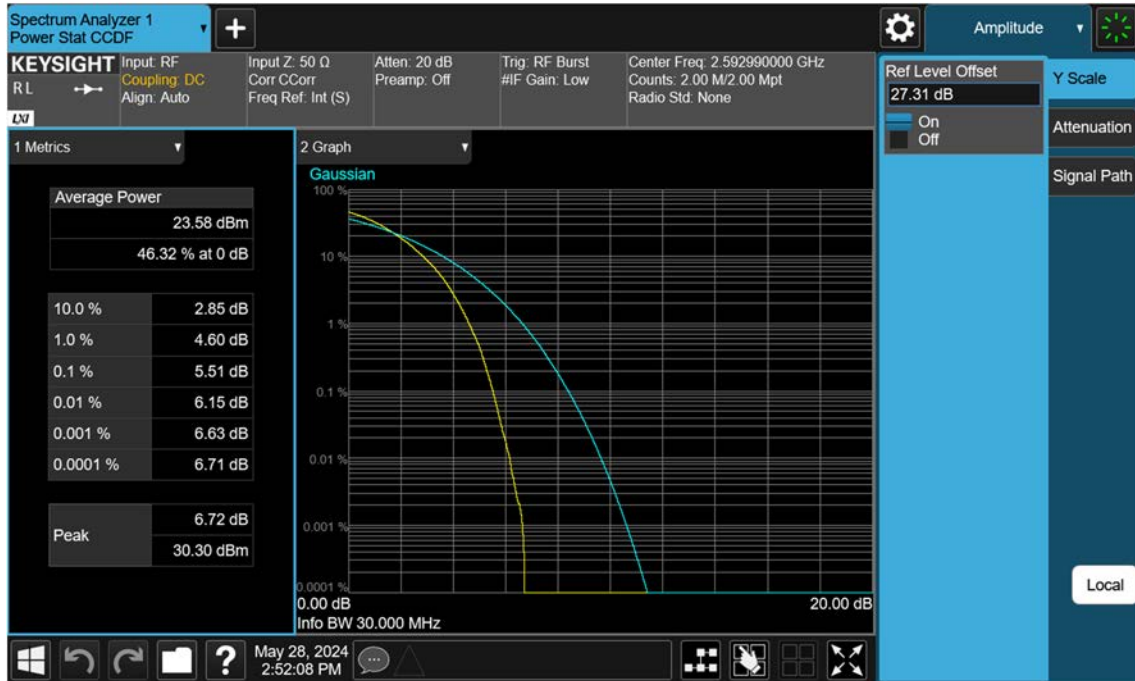 Spectrum Analyzer 1
Power Stat CCDF
Amplitude
KEYSIGHT
R L
LXI
Input: RF
Coupling: DC
Align: Auto
Input Z: 50 Ω
Corr CCorr
Freq Ref: Int (S)
Atten: 20 dB
Preamp: Off
Trig: RF Burst
#IF Gain: Low
Center Freq: 2.592990000 GHz
Counts: 2.00 M/2.00 Mpt
Radio Std: None
Ref Level Offset
27.31 dB
On
Off
Y Scale
Attenuation
Signal Path
1 Metrics
Average Power
23.58 dBm
46.32 % at 0 dB
10.0 % 2.85 dB
1.0 % 4.60 dB
0.1 % 5.51 dB
0.01 % 6.15 dB
0.001 % 6.63 dB
0.0001 % 6.71 dB
Peak
6.72 dB
30.30 dBm
2 Graph
Gaussian
100 %
10 %
1 %
0.1 %
0.01 %
0.001 %
0.0001 %
0.00 dB 20.00 dB
Info BW 30.000 MHz
Local
?
May 28, 2024
2:52:08 PM